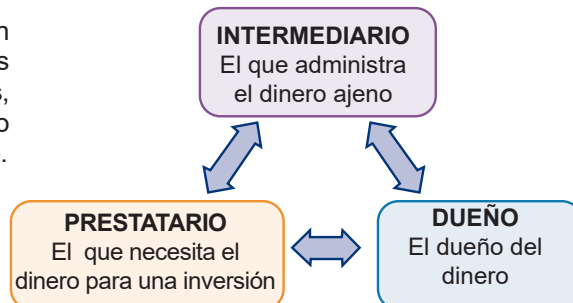 n
s
s,
o
.
INTERMEDIARIO
El que administra
el dinero ajeno
PRESTATARIO
El que necesita el
dinero para una inversión
DUEÑO
El dueño del
dinero